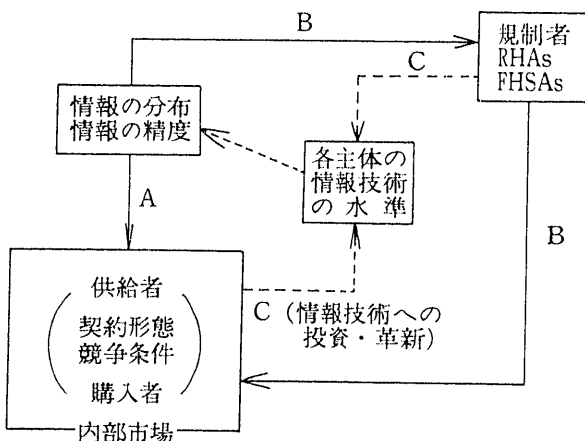 B
規制者
RHAs
FHSAs
C
情報の分布
情報の精度
各主体の
情報技術
の水準
A
B
供給者
契約形態
競争条件
購入者
C(情報技術への
投資・革新)
内部市場